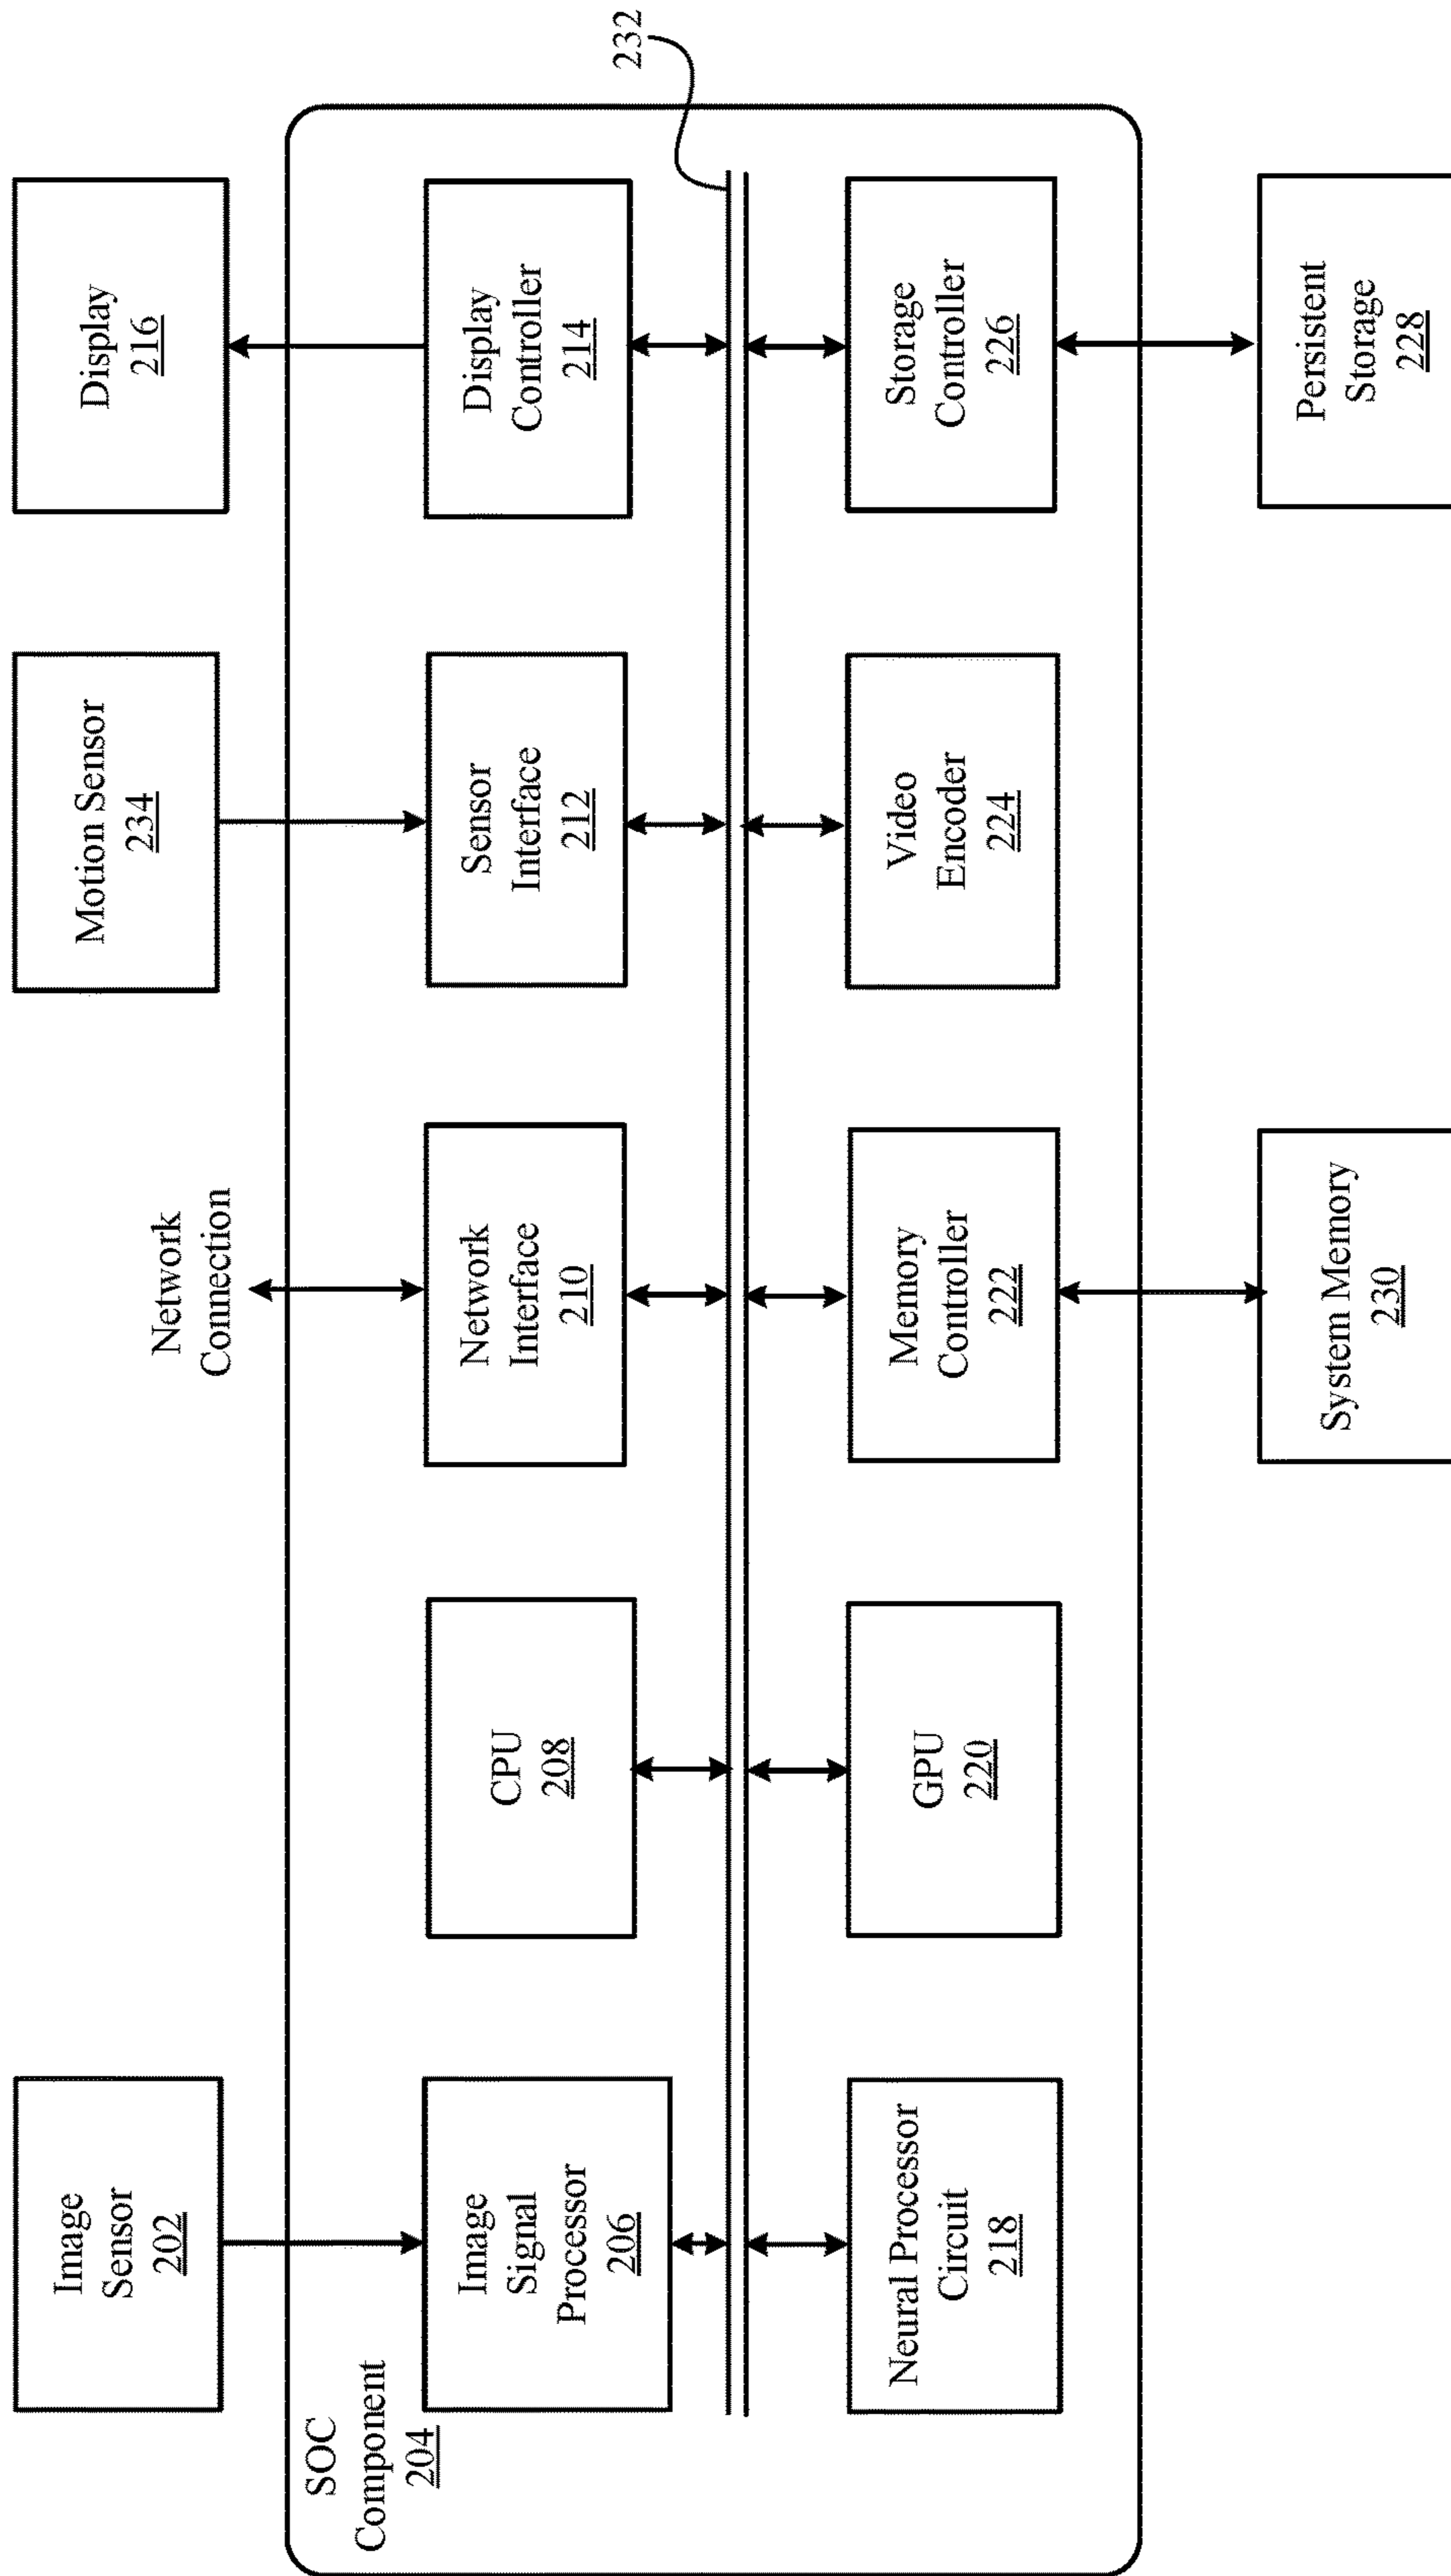 Image
Sensor
202
Motion Sensor
234
Display
216
Network
Connection
SOC
Component
204
Image
Signal
Processor
206
CPU
208
Network
Interface
210
Sensor
Interface
212
Display
Controller
214
232
Neural Processor
Circuit
218
GPU
220
Memory
Controller
222
Video
Encoder
224
Storage
Controller
226
System Memory
230
Persistent
Storage
228